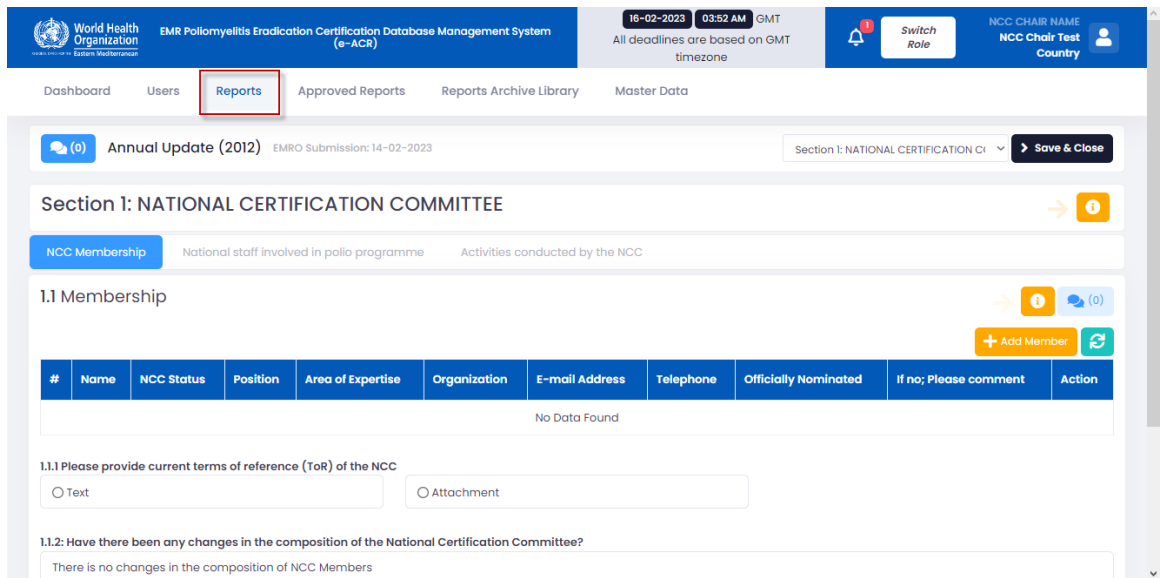 World Health
Organization
Eastern Mediterranean
EMR Poliomyelitis Eradication Certification Database Management System
(e-ACR)
16-02-2023 03:52 AM GMT
All deadlines are based on GMT
timezone
1
Switch
Role
NCC CHAIR NAME
NCC Chair Test
Country
Dashboard Users Reports Approved Reports Reports Archive Library Master Data
(0) Annual Update (2012) EMRO Submission: 14-02-2023 Section 1: NATIONAL CERTIFICATION C Save & Close
Section 1: NATIONAL CERTIFICATION COMMITTEE
NCC Membership National staff involved in polio programme Activities conducted by the NCC
1.1 Membership (0)
Add Member
# Name NCC Status Position Area of Expertise Organization E-mail Address Telephone Officially Nominated If no; Please comment Action
No Data Found
1.1.1 Please provide current terms of reference (ToR) of the NCC
Text Attachment
1.1.2: Have there been any changes in the composition of the National Certification Committee?
There is no changes in the composition of NCC Members